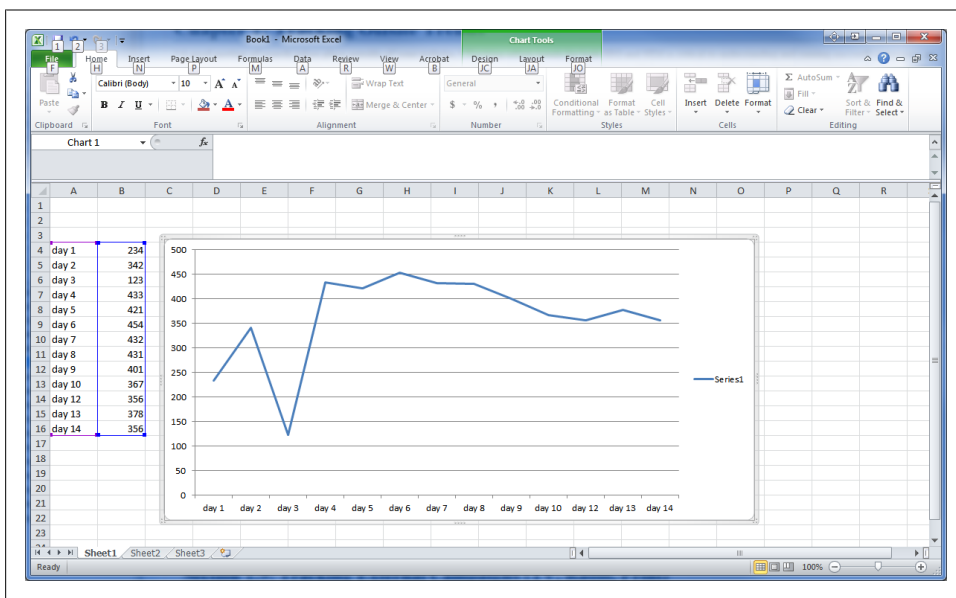 Book1 - Microsoft Excel
Chart Tools
1 2 3
File Home Insert Page Layout Formulas Data Review View Acrobat Design Layout Format
F H N P M A R W B JC JA JO
Paste
Calibri (Body) 10 A A
B I U A
Wrap Text
Merge & Center
General
$ % , .00 .00
Conditional Formatting
Format as Table
Cell Styles
Insert Delete Format
Σ AutoSum
Fill
Clear
Sort & Filter
Find & Select
Clipboard Font Alignment Number Styles Cells Editing
Chart 1 fx
A B C D E F G H I J K L M N O P Q R
1
2
3
4 day 1 234
5 day 2 342
6 day 3 123
7 day 4 433
8 day 5 421
9 day 6 454
10 day 7 432
11 day 8 431
12 day 9 401
13 day 10 367
14 day 12 356
15 day 13 378
16 day 14 356
17
18
19
20
21
22
23
500
450
400
350
300
250
200
150
100
50
0
day 1 day 2 day 3 day 4 day 5 day 6 day 7 day 8 day 9 day 10 day 12 day 13 day 14
Series1
Sheet1 Sheet2 Sheet3
Ready
100%